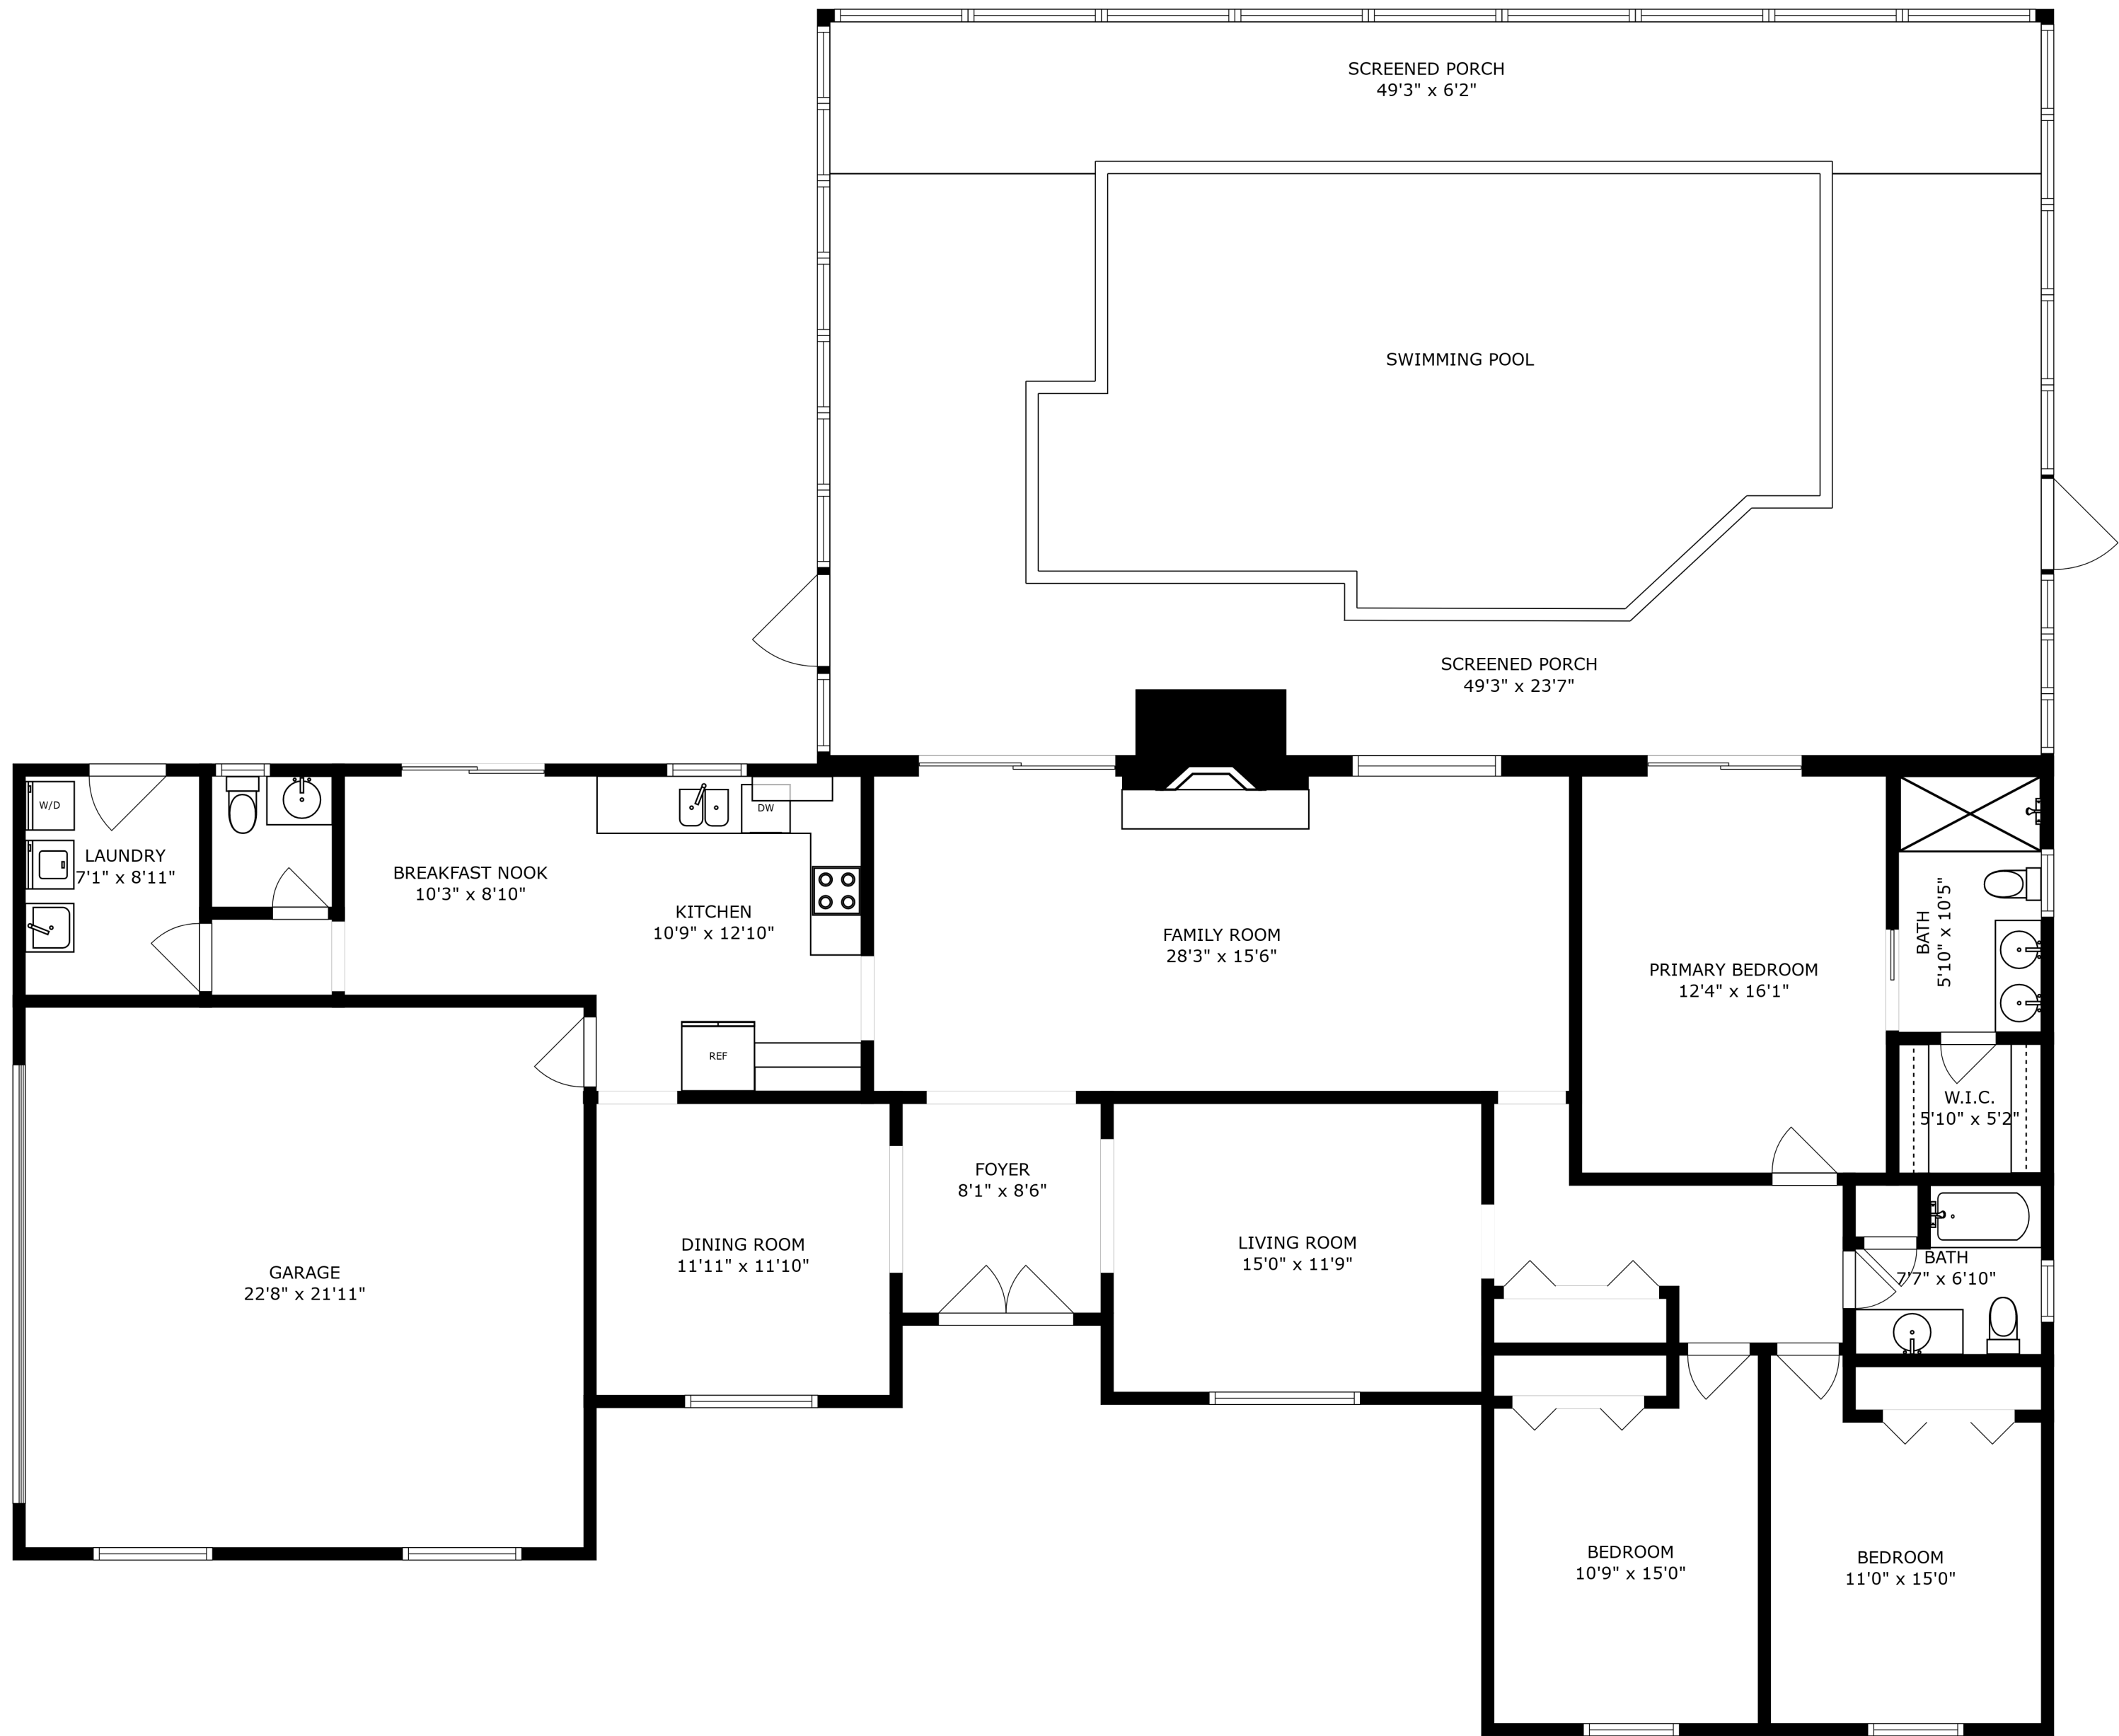 SCREENED PORCH
49'3" x 6'2"
SWIMMING POOL
SCREENED PORCH
49'3" x 23'7"
W/D
LAUNDRY
7'1" x 8'11"
BREAKFAST NOOK
10'3" x 8'10"
DW
KITCHEN
10'9" x 12'10"
REF
FAMILY ROOM
28'3" x 15'6"
PRIMARY BEDROOM
12'4" x 16'1"
BATH
5'10" x 10'5"
W.I.C.
5'10" x 5'2"
GARAGE
22'8" x 21'11"
DINING ROOM
11'11" x 11'10"
FOYER
8'1" x 8'6"
LIVING ROOM
15'0" x 11'9"
BATH
7'7" x 6'10"
BEDROOM
10'9" x 15'0"
BEDROOM
11'0" x 15'0"